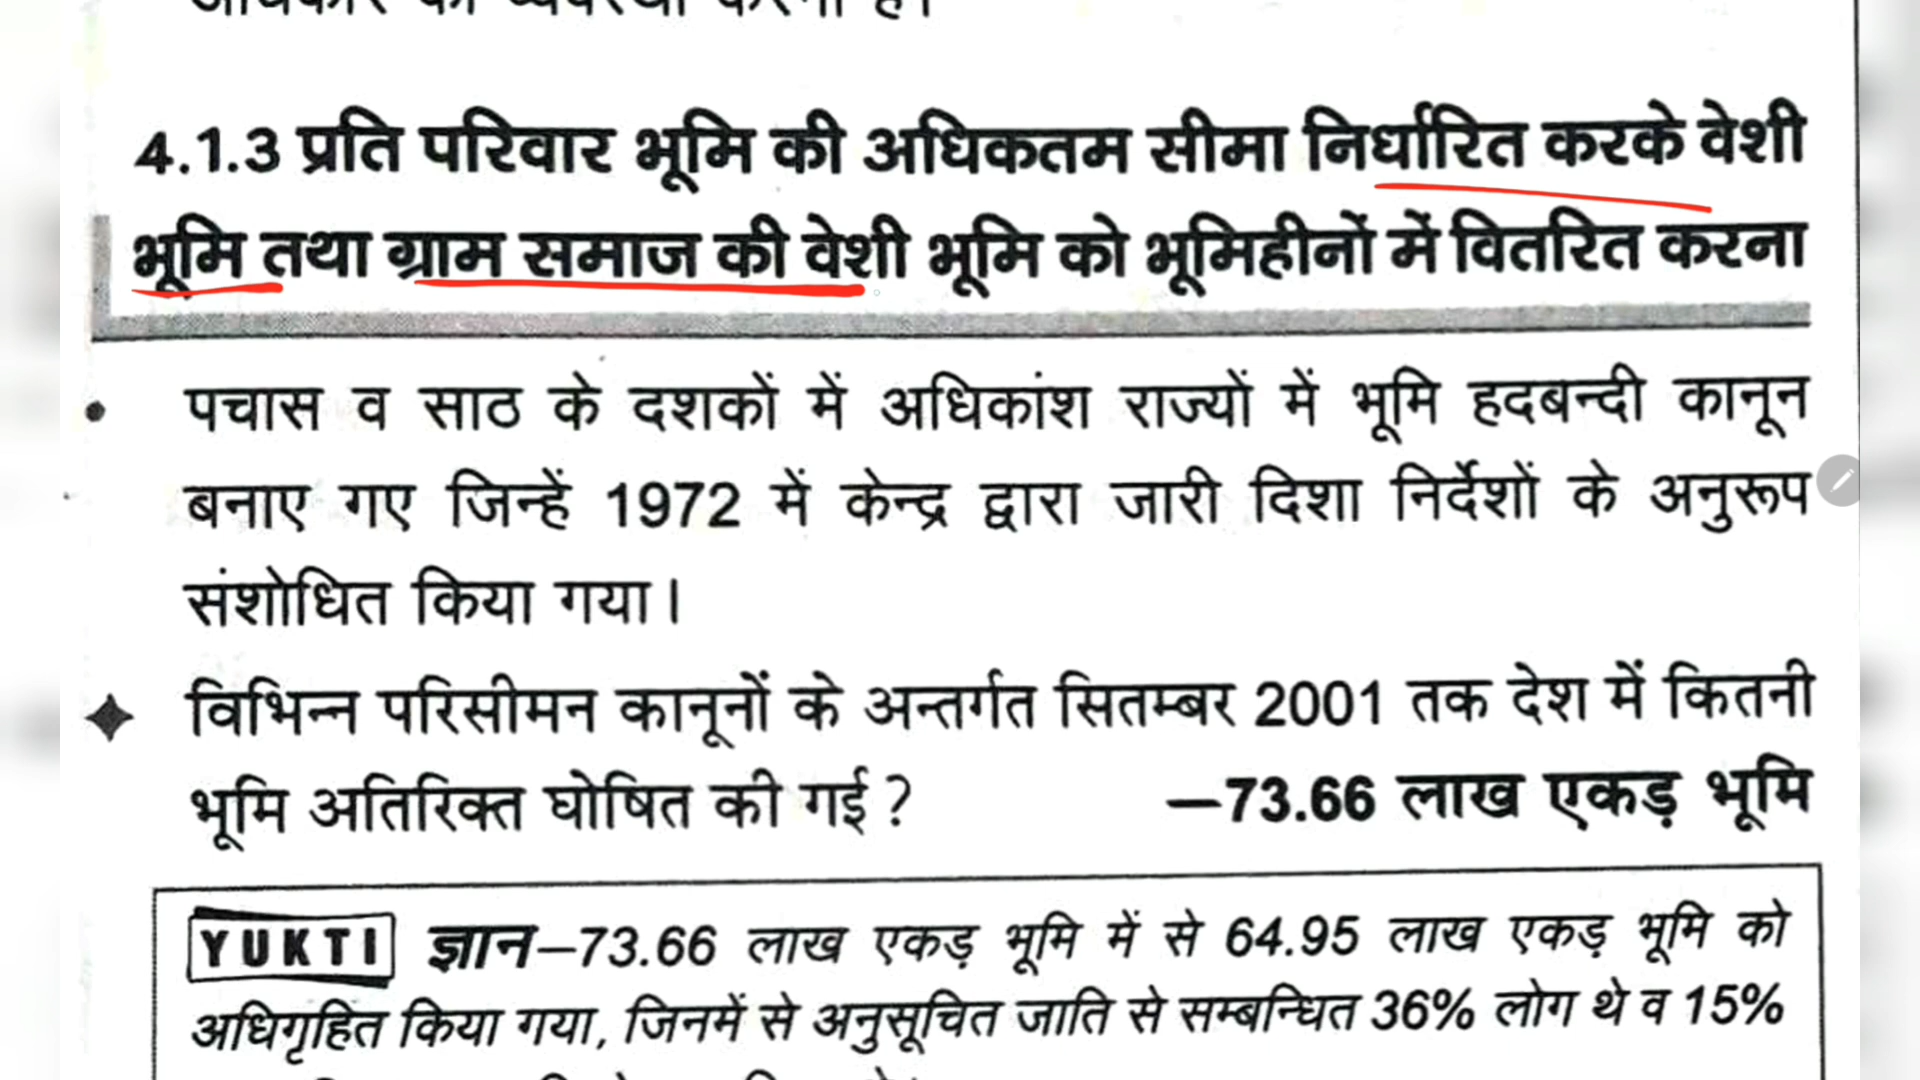 4.1.3 प्रति परिवार भूमि की अधिकतम सीमा निर्धारित करके वेशी
भूमि तथा ग्राम समाज की वेशी भूमि को भूमिहीनों में वितरित करना
• पचास व साठ के दशकों में अधिकांश राज्यों में भूमि हदबन्दी कानून
बनाए गए जिन्हें 1972 में केन्द्र द्वारा जारी दिशा निर्देशों के अनुरूप
संशोधित किया गया।
✦ विभिन्न परिसीमन कानूनों के अन्तर्गत सितम्बर 2001 तक देश में कितनी
भूमि अतिरिक्त घोषित की गई? —73.66 लाख एकड़ भूमि
YUKTI ज्ञान—73.66 लाख एकड़ भूमि में से 64.95 लाख एकड़ भूमि को
अधिगृहित किया गया, जिनमें से अनुसूचित जाति से सम्बन्धित 36% लोग थे व 15%